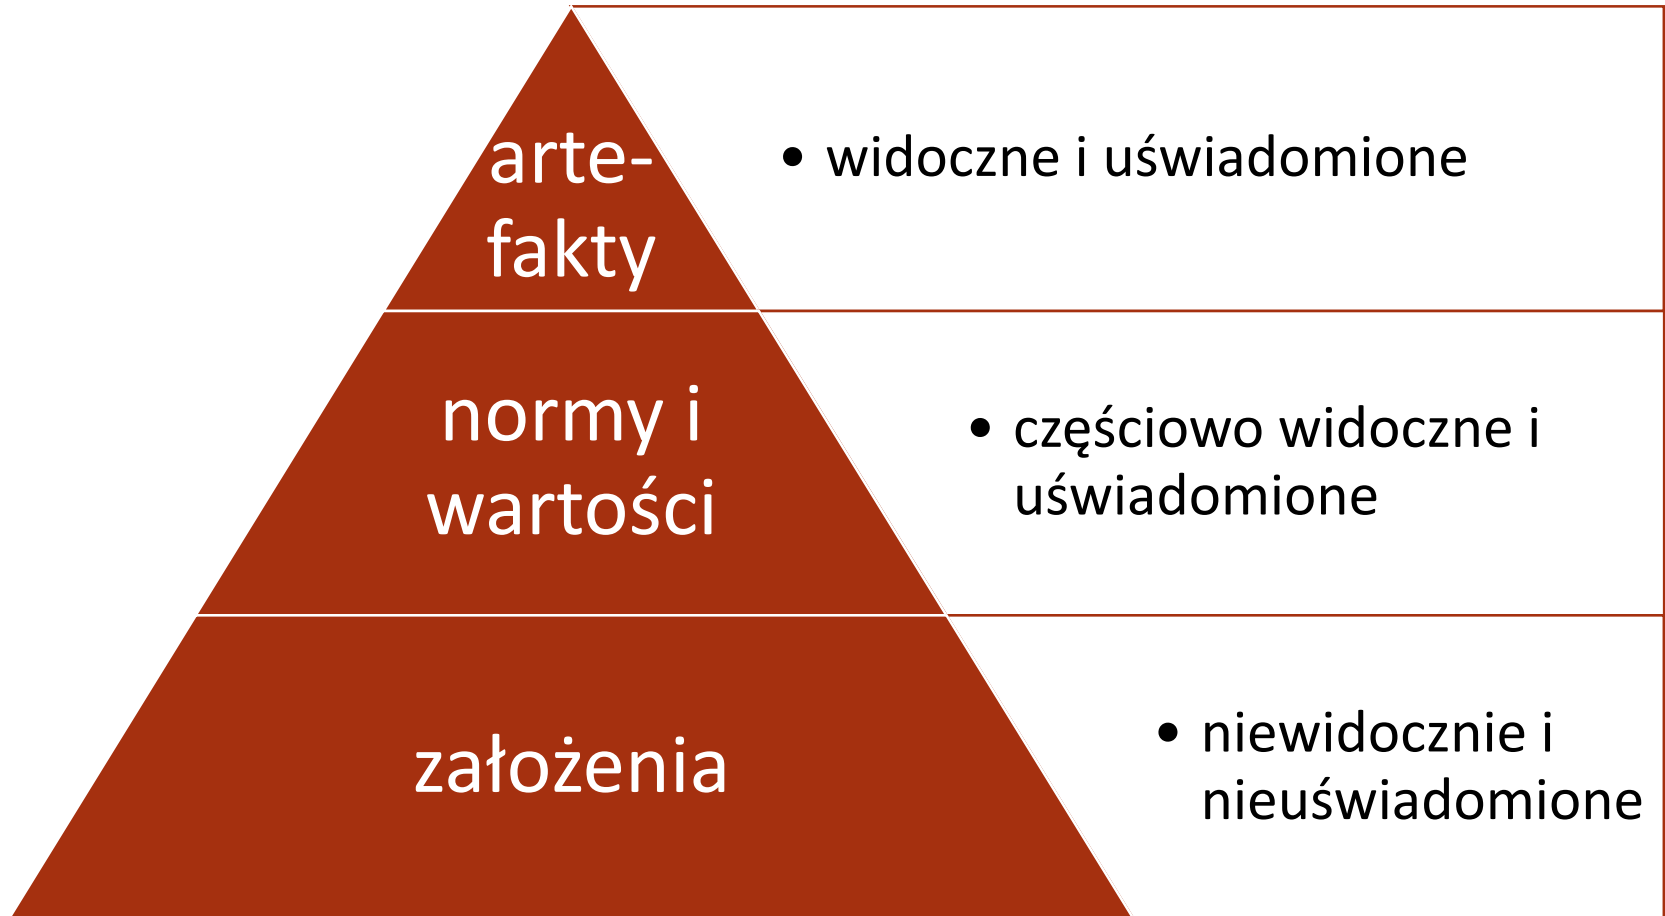 arte-
fakty
• widoczne i uświadomione
normy i
wartości
• częściowo widoczne i
uświadomione
założenia
• niewidocznie i
nieuświadomione